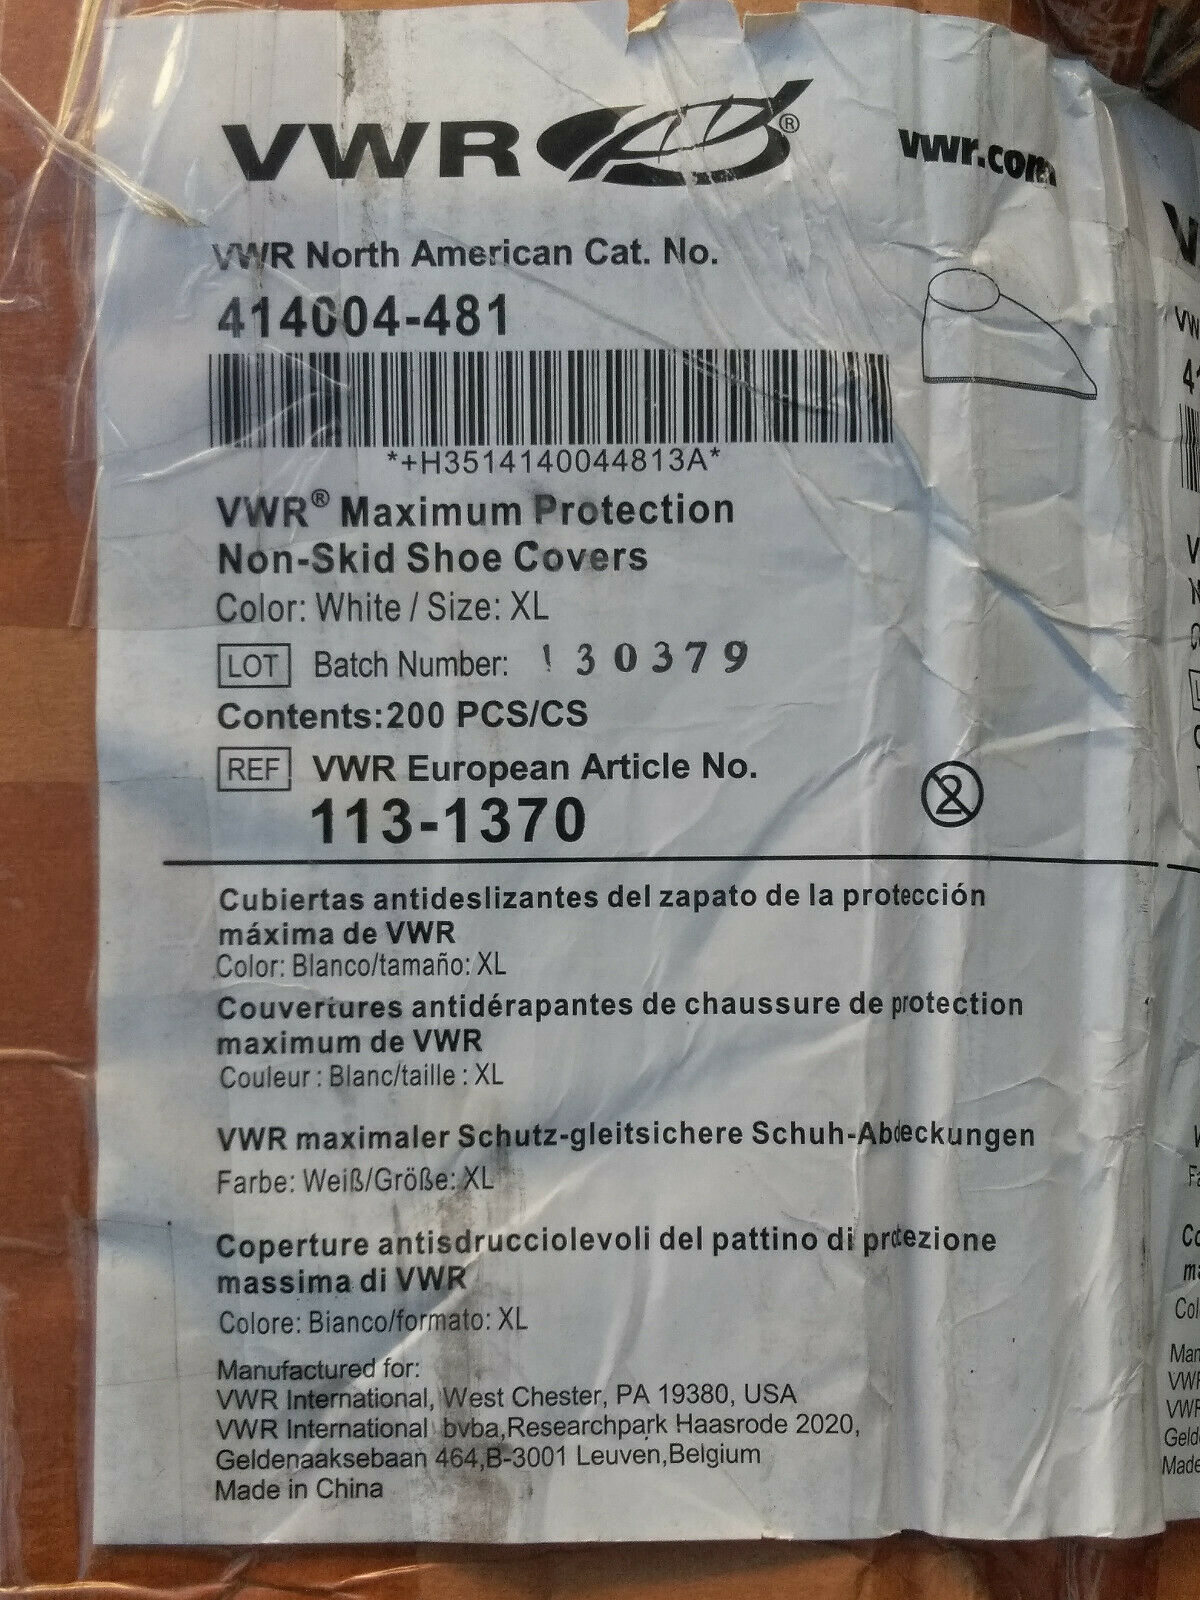 VWR®
vwr.com
VWR North American Cat. No.
414004-481
*+H3514140044813A*
VWR® Maximum Protection
Non-Skid Shoe Covers
Color: White / Size: XL
LOT Batch Number: 130379
Contents:200 PCS/CS
REF VWR European Article No.
113-1370
2
Cubiertas antideslizantes del zapato de la protección
máxima de VWR
Color: Blanco/tamaño: XL
Couvertures antidérapantes de chaussure de protection
maximum de VWR
Couleur : Blanc/taille : XL
VWR maximaler Schutz-gleitsichere Schuh-Abdeckungen
Farbe: Weiß/Größe: XL
Coperture antisdrucciolevoli del pattino di protezione
massima di VWR
Colore: Bianco/formato: XL
Manufactured for:
VWR International, West Chester, PA 19380, USA
VWR International bvba,Researchpark Haasrode 2020,
Geldenaaksebaan 464,B-3001 Leuven,Belgium
Made in China